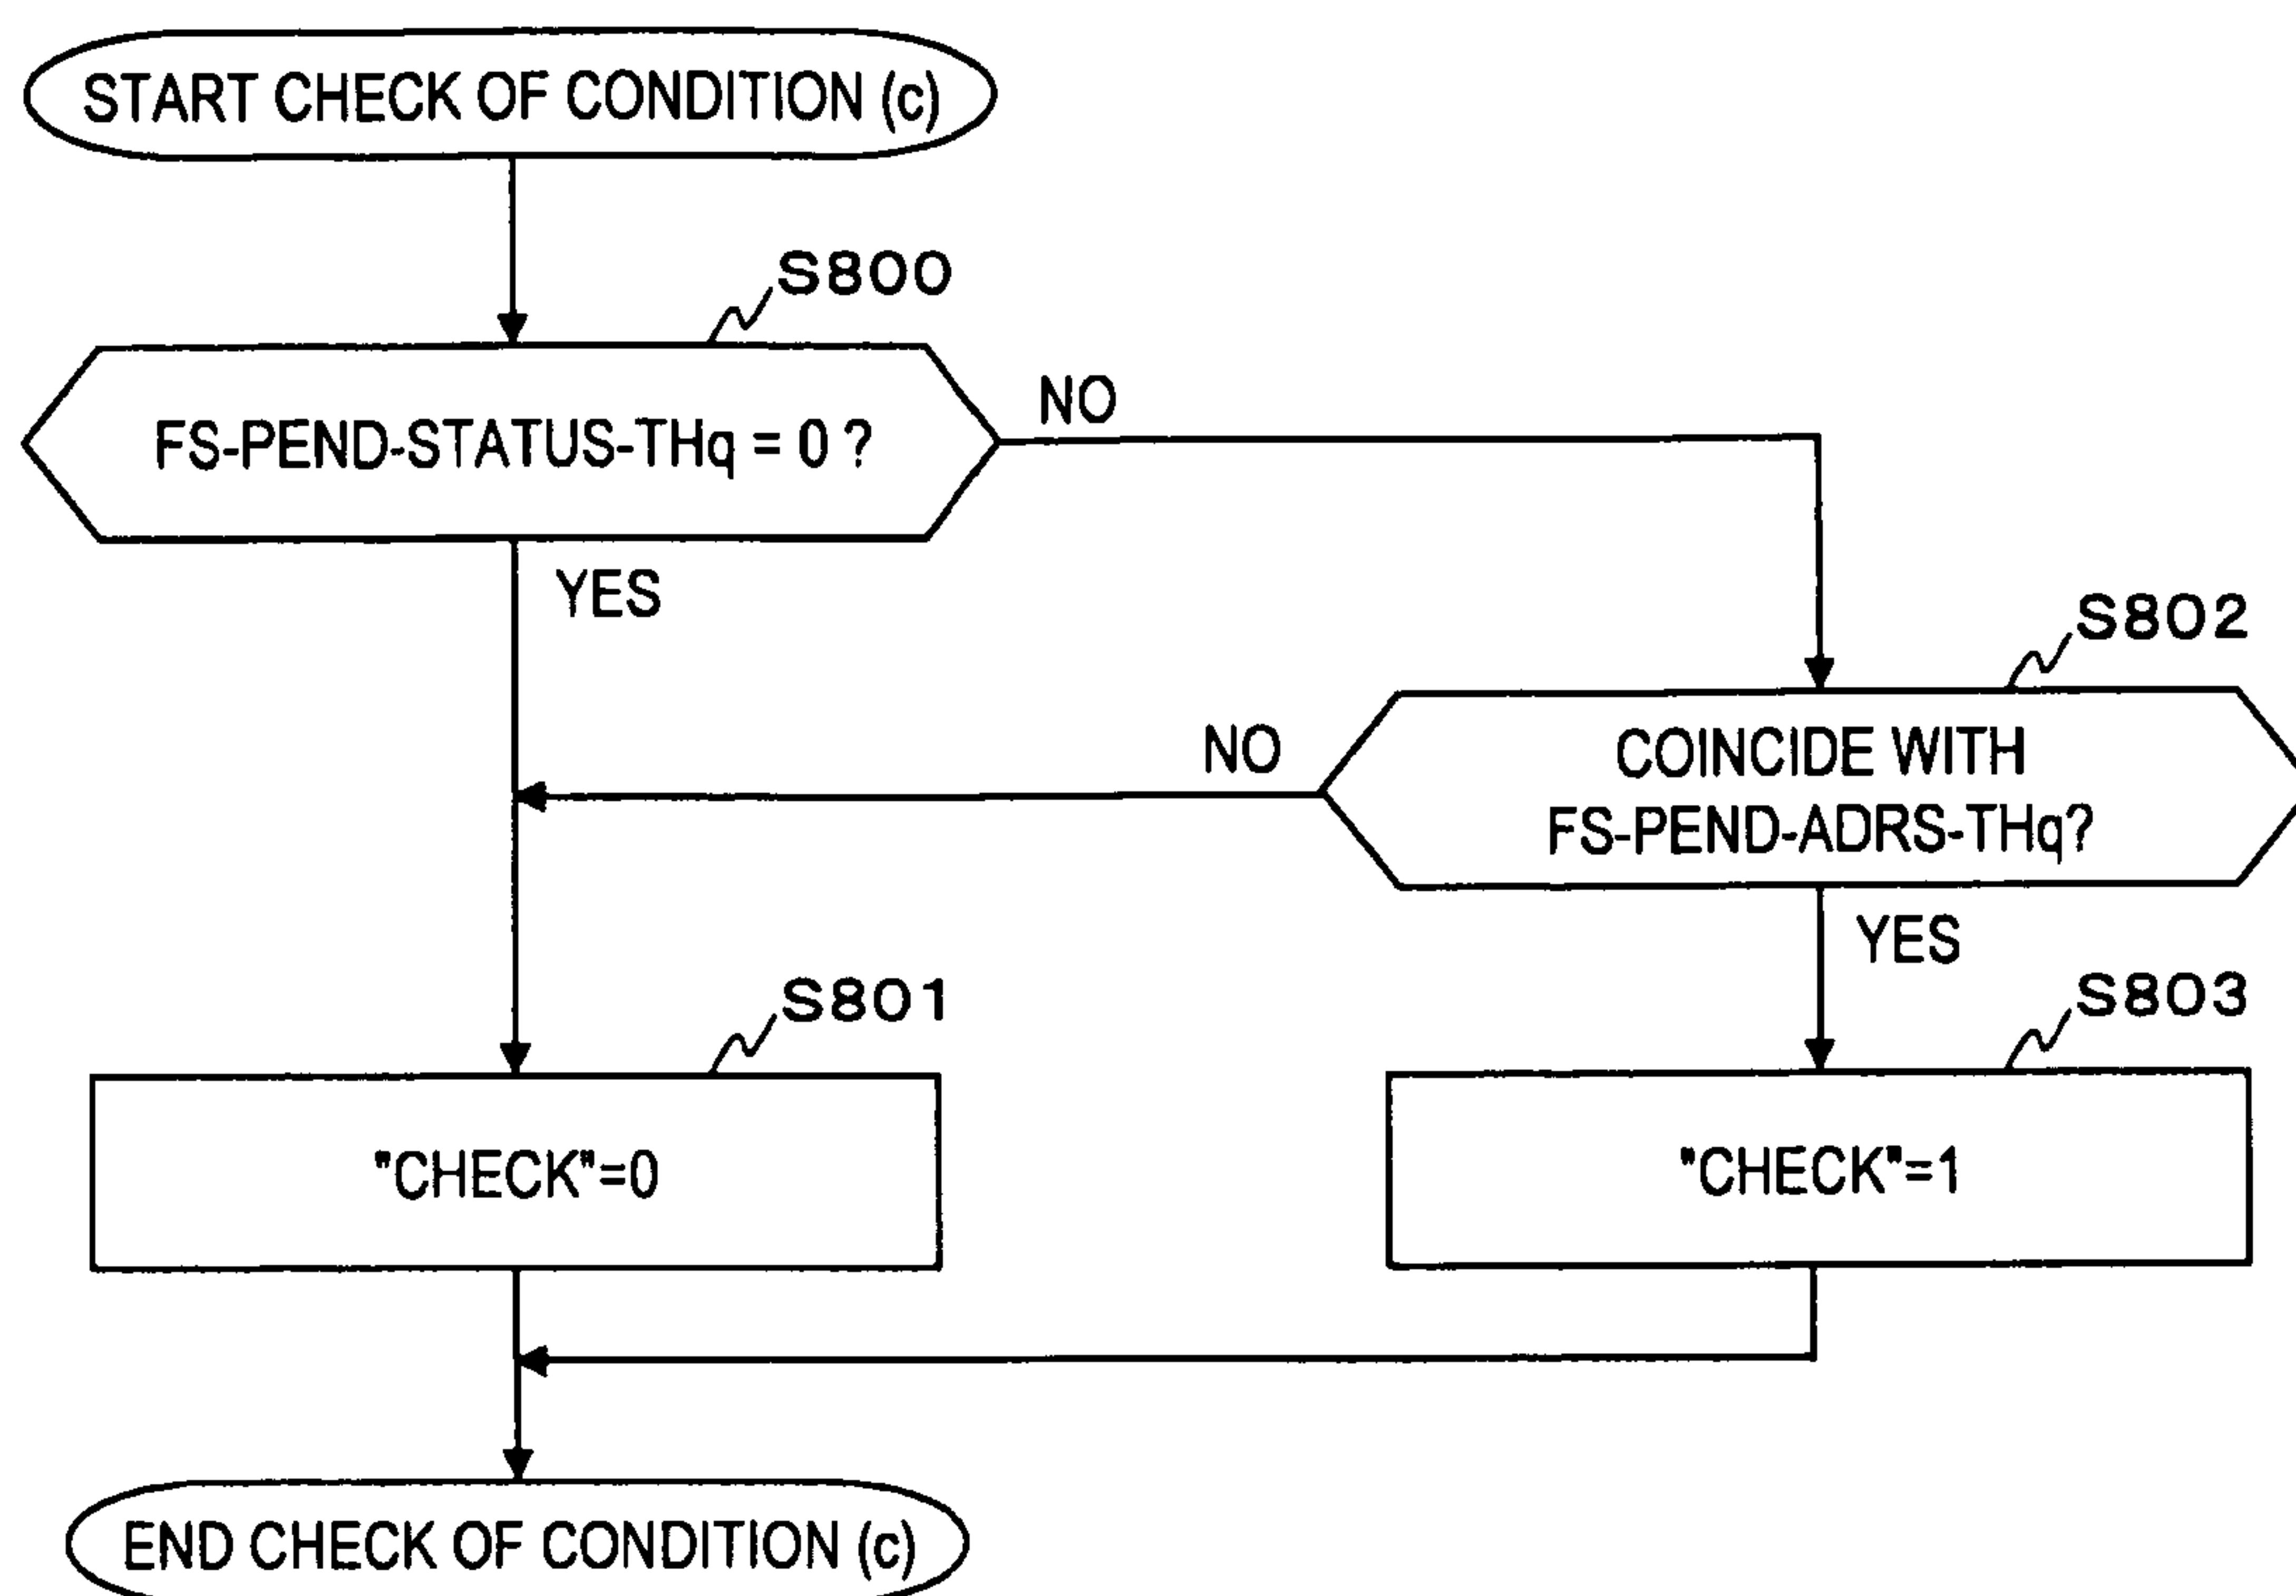 START CHECK OF CONDITION (c)
S800
FS-PEND-STATUS-THq = 0 ?
NO
YES
S802
COINCIDE WITH
FS-PEND-ADRS-THq?
NO
YES
S801
S803
"CHECK"=0
"CHECK"=1
END CHECK OF CONDITION (c)